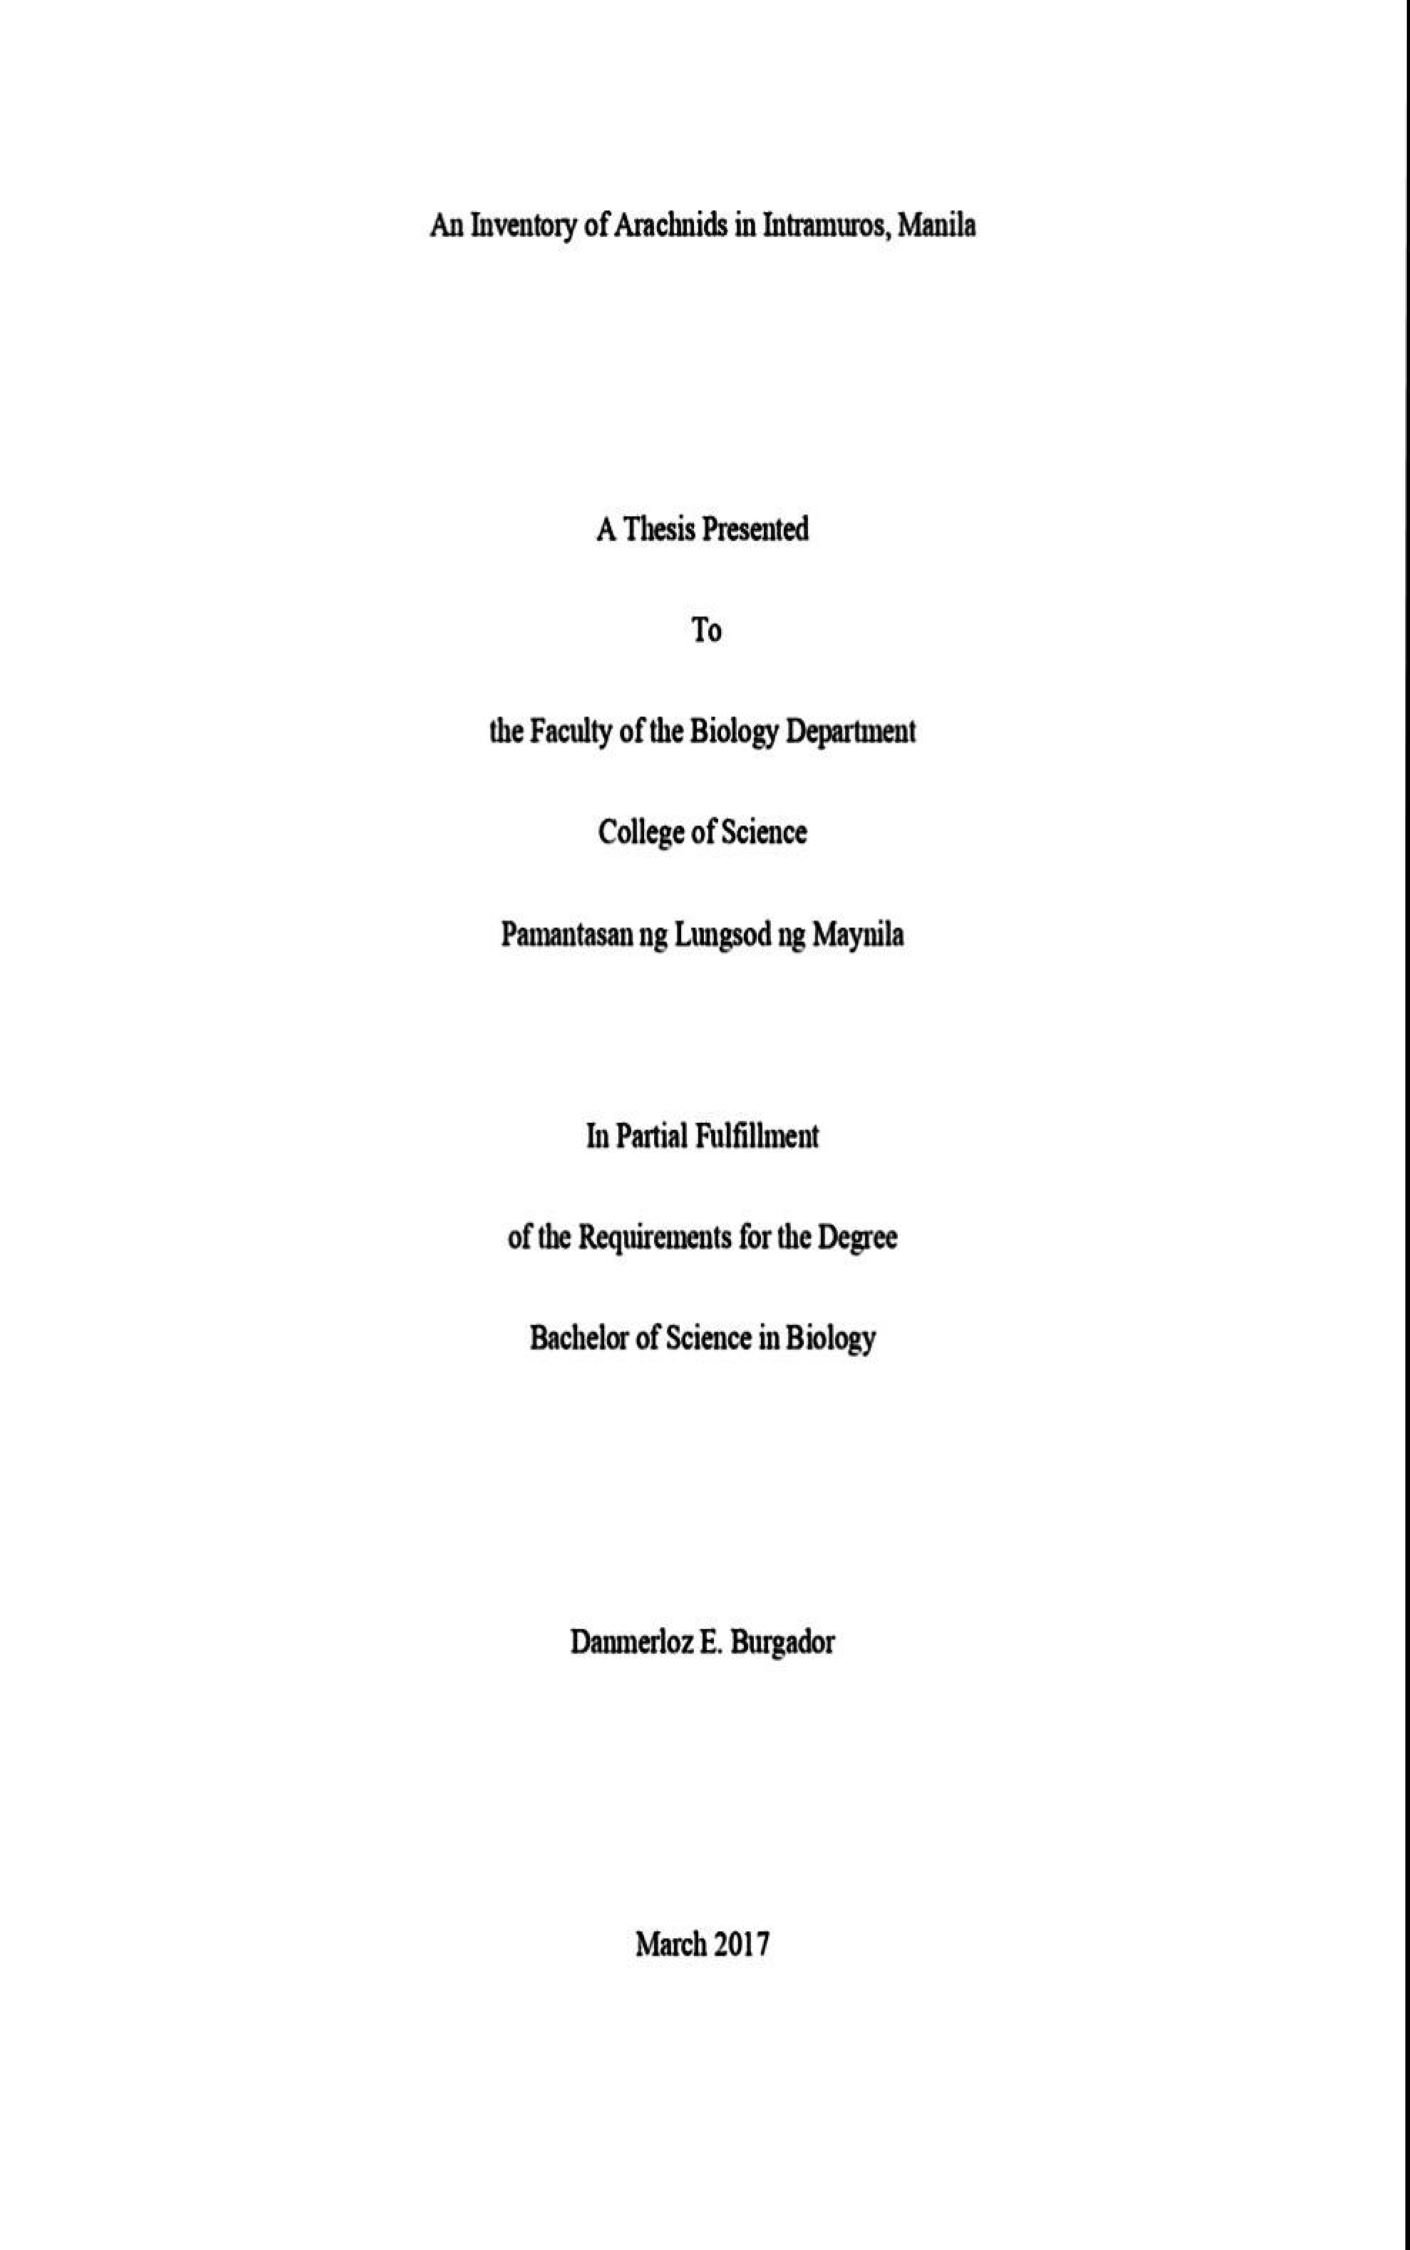 An Inventory of Arachnids in Intramuros, Manila
A Thesis Presented
To
the Faculty of the Biology Department
College of Science
Pamantasan ng Lungsod ng Maynila
In Partial Fulfillment
of the Requirements for the Degree
Bachelor of Science in Biology
Danmerloz E. Burgador
March 2017